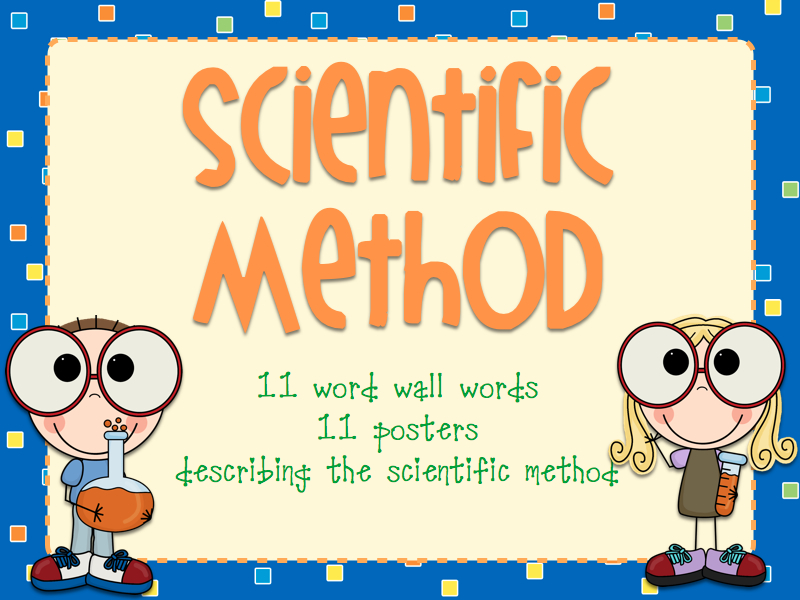 Scientific
Method
11 word wall words
11 posters
describing the scientific method